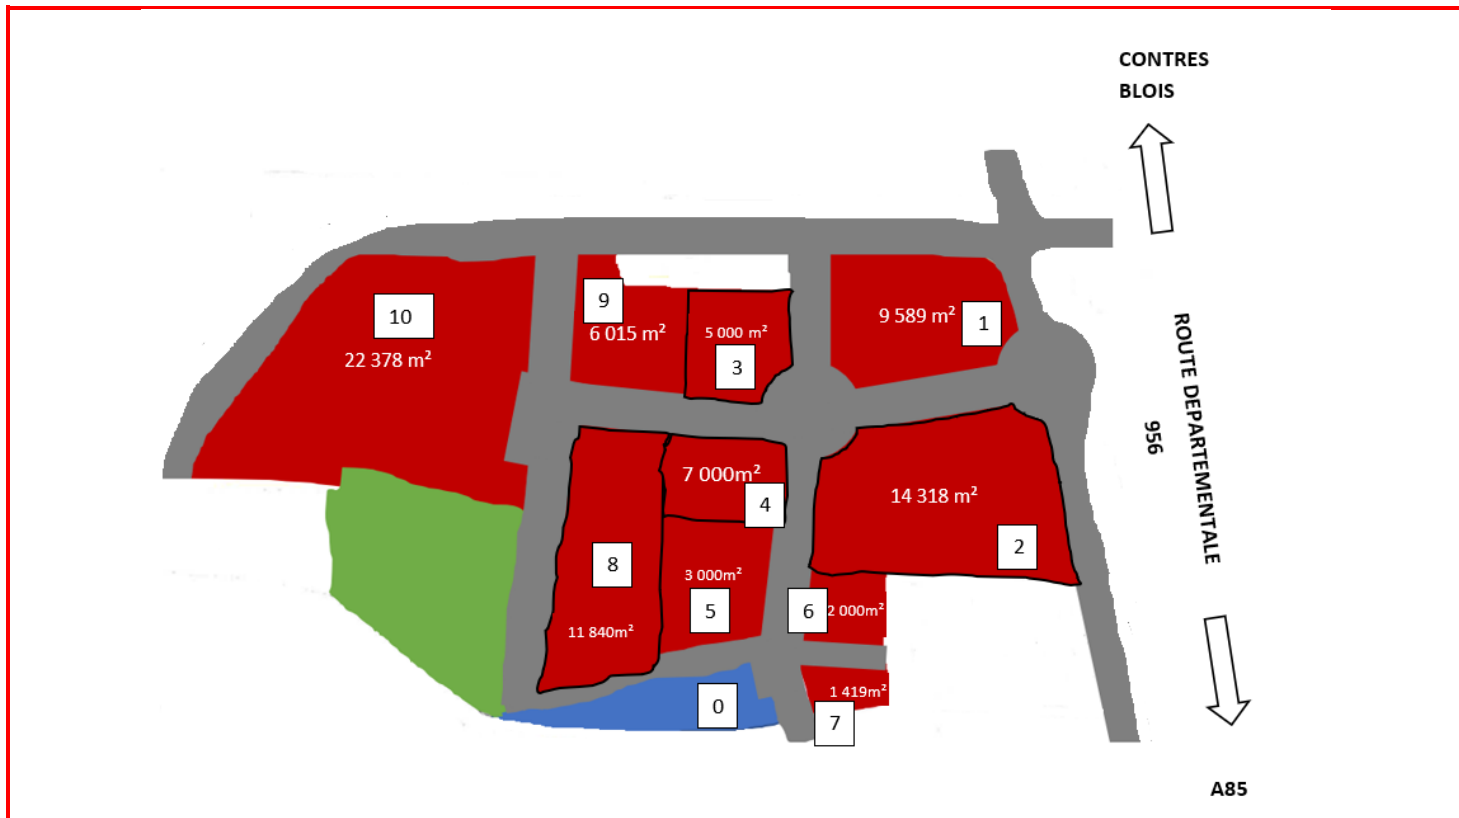 CONTRES
BLOIS
10
22 378 m²
9
6 015 m²
5 000 m²
3
9 589 m²
1
ROUTE DEPARTEMENTALE
956
7 000m²
4
14 318 m²
2
8
11 840m²
3 000m²
5
6
2 000m²
0
1 419m²
7
A85